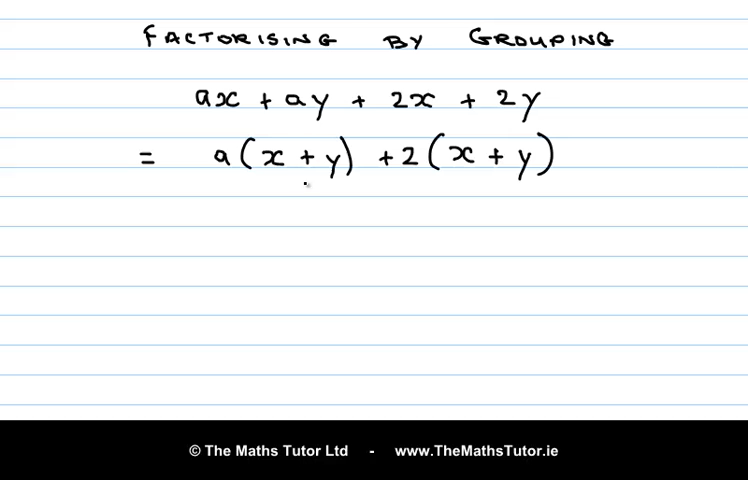 FACTORISING BY GROUPING
ax + ay + 2x + 2y
= a(x + y) + 2(x + y)
© The Maths Tutor Ltd - www.TheMathsTutor.ie